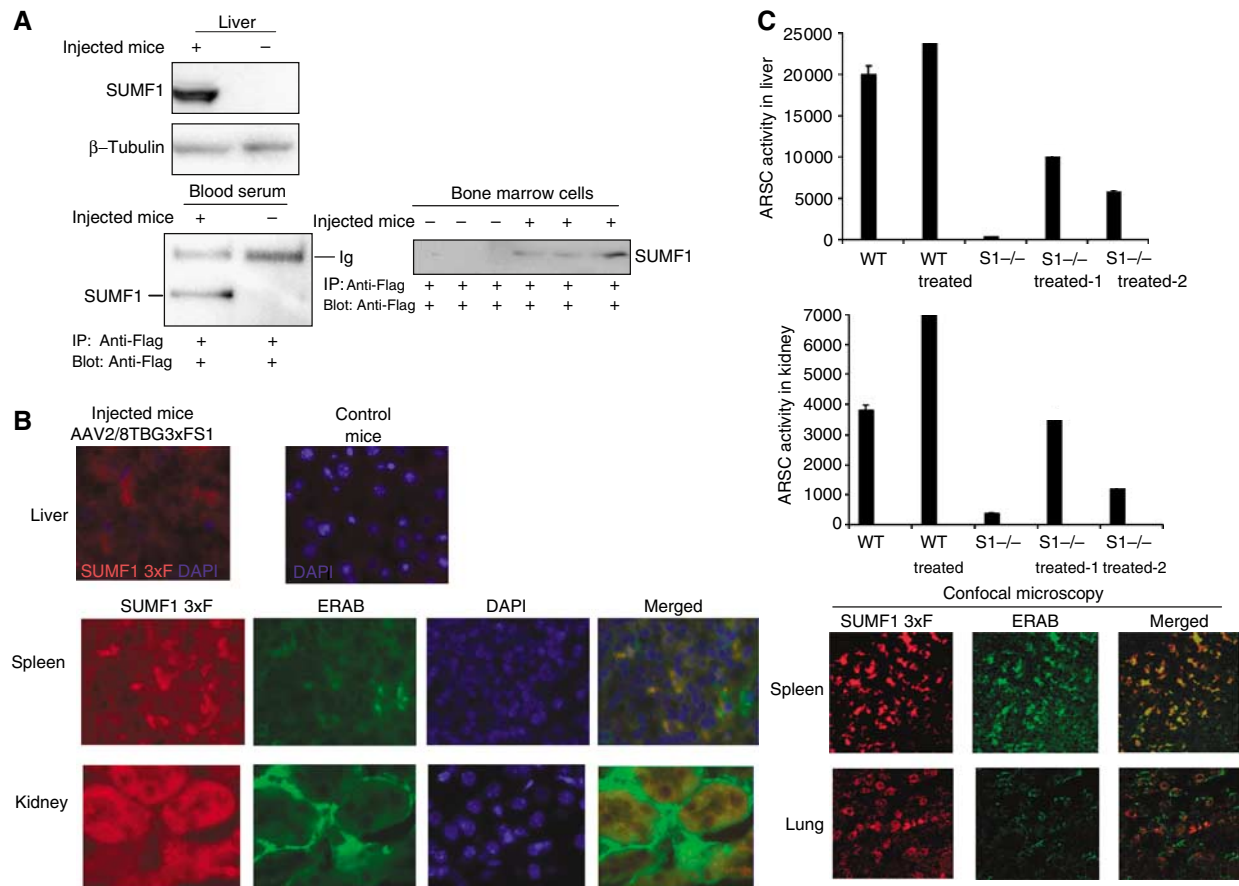 A
Liver
Injected mice + −
SUMF1
β−Tubulin
Blood serum
Injected mice + −
Ig
SUMF1
IP: Anti-Flag + +
Blot: Anti-Flag + +
Bone marrow cells
Injected mice − − − + + +
SUMF1
IP: Anti-Flag + + + + + +
Blot: Anti-Flag + + + + + +
B
Injected mice
AAV2/8TBG3xFS1
Control
mice
Liver
SUMF1 3xF DAPI
DAPI
SUMF1 3xF ERAB DAPI Merged
Spleen
Kidney
C
ARSC activity in liver
25000
20000
15000
10000
5000
0
WT WT S1−/− S1−/− S1−/−
treated treated-1 treated-2
ARSC activity in kidney
7000
6000
5000
4000
3000
2000
1000
0
WT WT S1−/− S1−/− S1−/−
treated treated-1 treated-2
Confocal microscopy
SUMF1 3xF ERAB Merged
Spleen
Lung